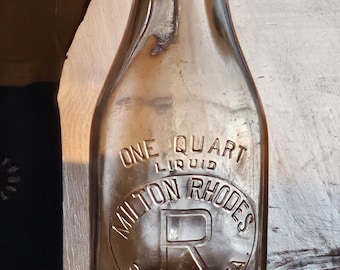 ONE QUART
LIQUID
MILTON RHODES
R